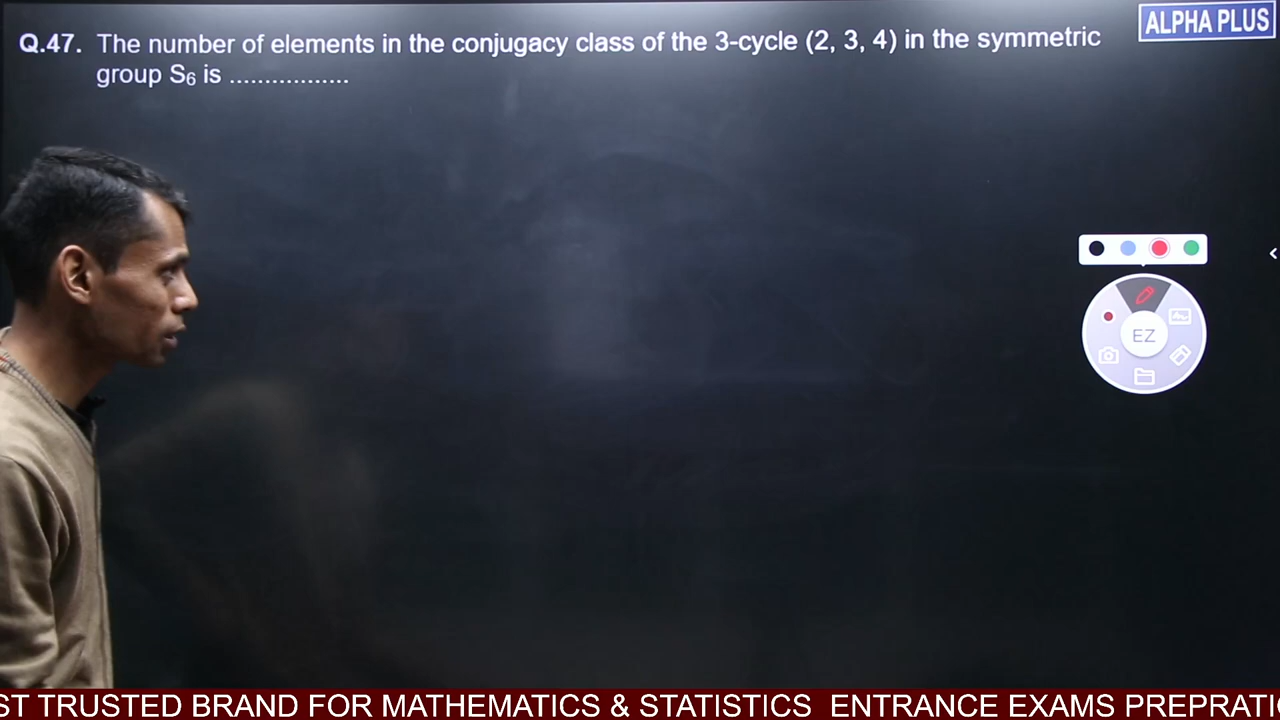 ALPHA PLUS
Q.47. The number of elements in the conjugacy class of the 3-cycle (2, 3, 4) in the symmetric
group S₆ is .................
EZ
ST TRUSTED BRAND FOR MATHEMATICS & STATISTICS ENTRANCE EXAMS PREPRATI